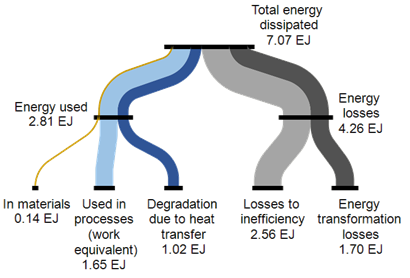 Total energy
dissipated
7.07 EJ
Energy used
2.81 EJ
Energy
losses
4.26 EJ
In materials
0.14 EJ
Used in
processes
(work
equivalent)
1.65 EJ
Degradation
due to heat
transfer
1.02 EJ
Losses to
inefficiency
2.56 EJ
Energy
transformation
losses
1.70 EJ